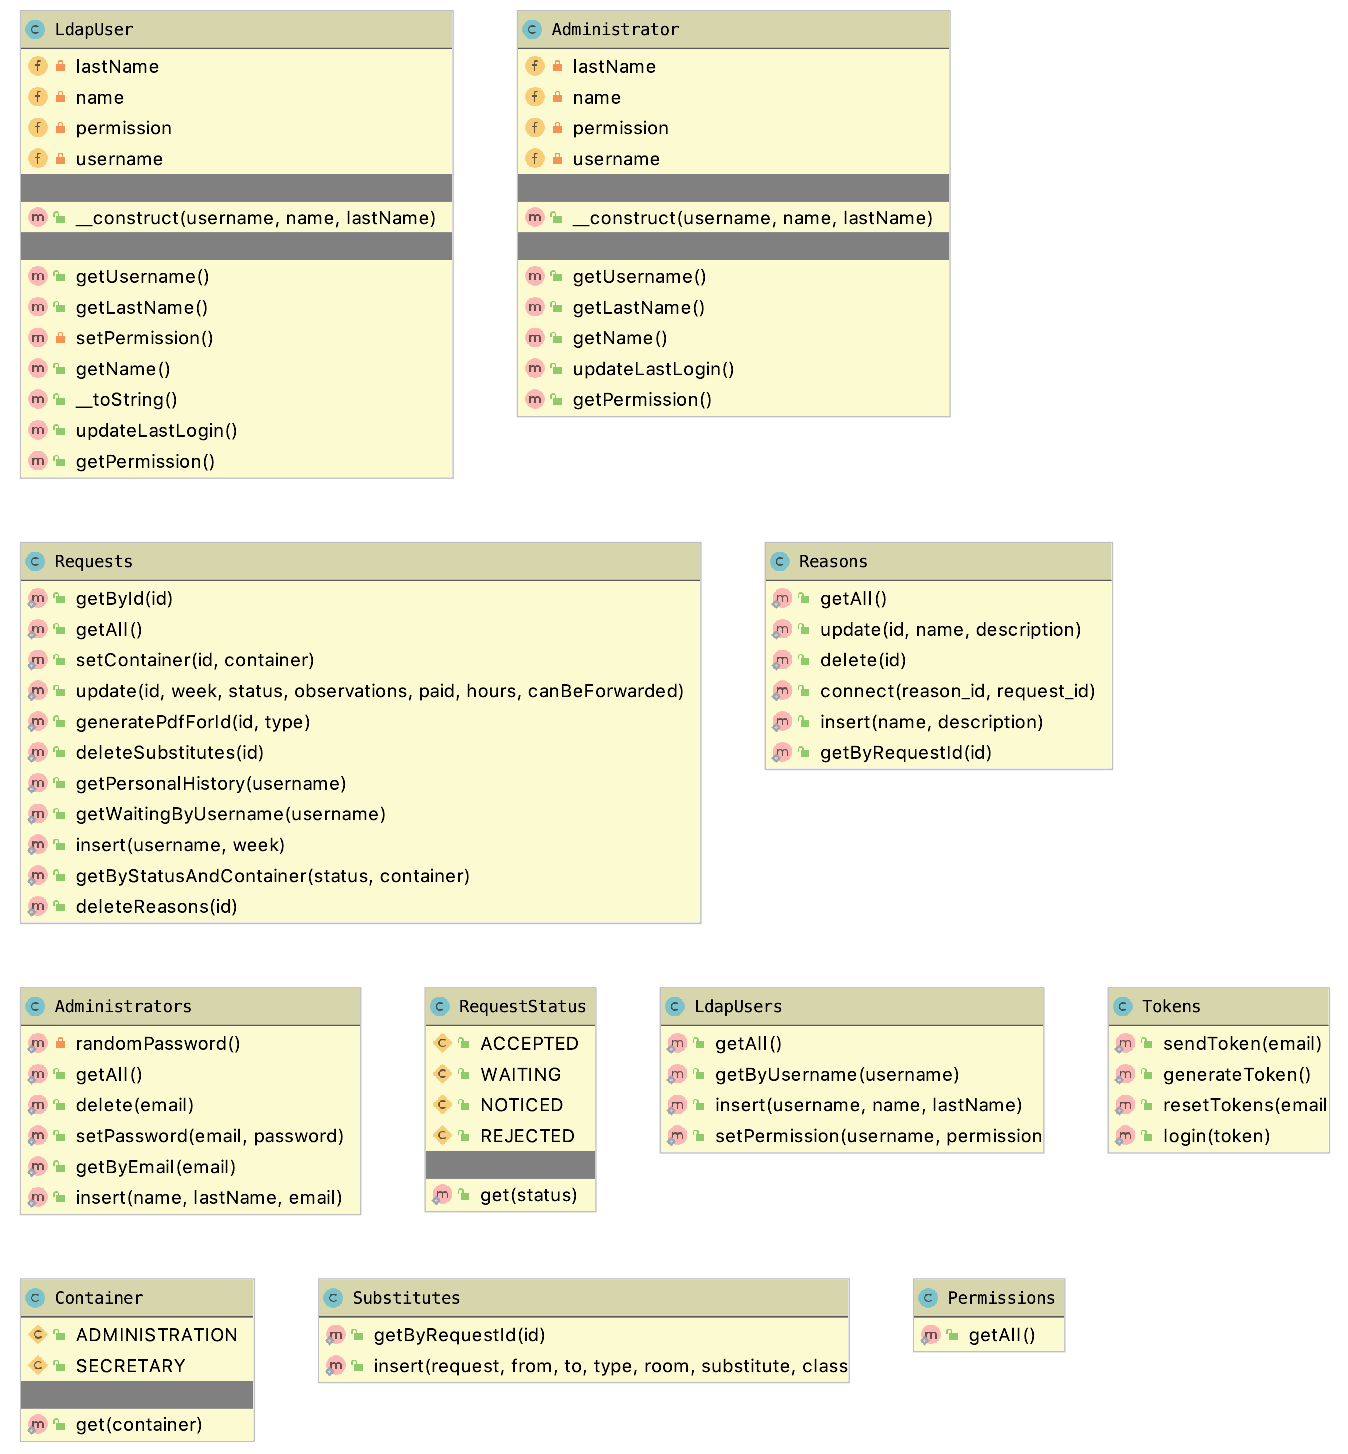 LdapUser
lastName
name
permission
username
__construct(username, name, lastName)
getUsername()
getLastName()
setPermission()
getName()
__toString()
updateLastLogin()
getPermission()
Administrator
lastName
name
permission
username
__construct(username, name, lastName)
getUsername()
getLastName()
getName()
updateLastLogin()
getPermission()
Requests
getById(id)
getAll()
setContainer(id, container)
update(id, week, status, observations, paid, hours, canBeForwarded)
generatePdfForId(id, type)
deleteSubstitutes(id)
getPersonalHistory(username)
getWaitingByUsername(username)
insert(username, week)
getByStatusAndContainer(status, container)
deleteReasons(id)
Reasons
getAll()
update(id, name, description)
delete(id)
connect(reason_id, request_id)
insert(name, description)
getByRequestId(id)
Administrators
randomPassword()
getAll()
delete(email)
setPassword(email, password)
getByEmail(email)
insert(name, lastName, email)
RequestStatus
ACCEPTED
WAITING
NOTICED
REJECTED
get(status)
LdapUsers
getAll()
getByUsername(username)
insert(username, name, lastName)
setPermission(username, permission
Tokens
sendToken(email)
generateToken()
resetTokens(email
login(token)
Container
ADMINISTRATION
SECRETARY
get(container)
Substitutes
getByRequestId(id)
insert(request, from, to, type, room, substitute, class
Permissions
getAll()